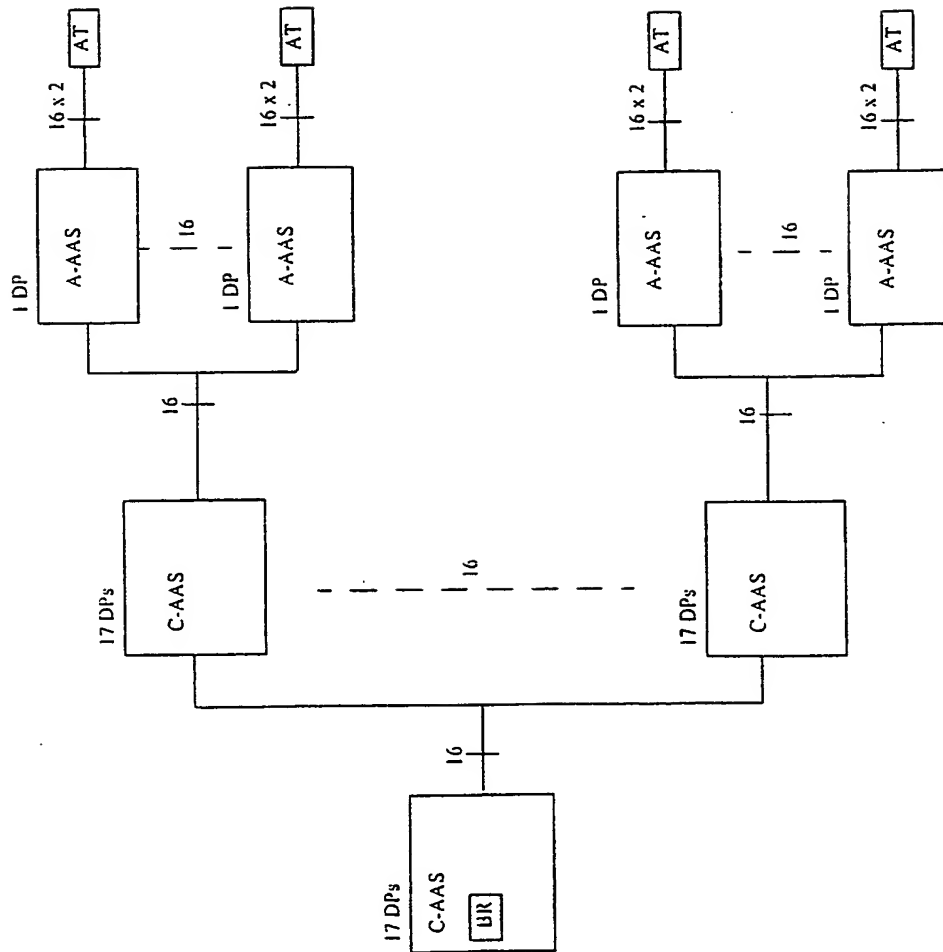 AT
16 x 2
A-AAS
1 DP
16
AT
16 x 2
A-AAS
1 DP
16
17 DPs
C-AAS
16
17 DPs
C-AAS
BR
16
AT
16 x 2
A-AAS
1 DP
16
AT
16 x 2
A-AAS
1 DP
16
17 DPs
C-AAS